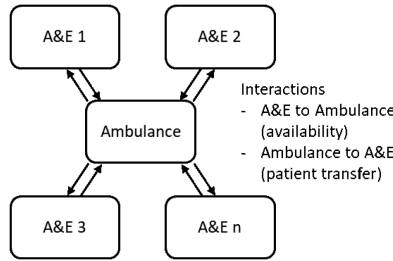 A&E 1
A&E 2
Interactions
- A&E to Ambulance
(availability)
- Ambulance to A&E
(patient transfer)
Ambulance
A&E 3
A&E n